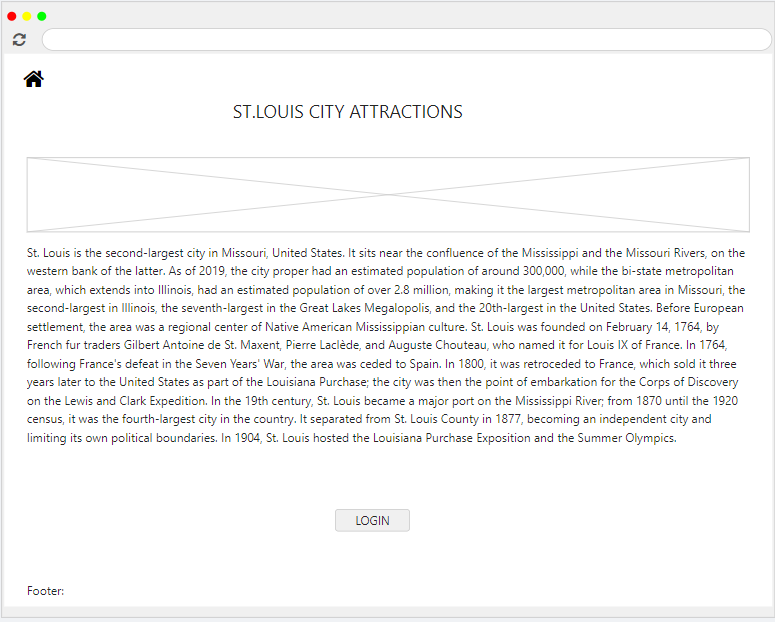 ST.LOUIS CITY ATTRACTIONS
St. Louis is the second-largest city in Missouri, United States. It sits near the confluence of the Mississippi and the Missouri Rivers, on the
western bank of the latter. As of 2019, the city proper had an estimated population of around 300,000, while the bi-state metropolitan
area, which extends into Illinois, had an estimated population of over 2.8 million, making it the largest metropolitan area in Missouri, the
second-largest in Illinois, the seventh-largest in the Great Lakes Megalopolis, and the 20th-largest in the United States. Before European
settlement, the area was a regional center of Native American Mississippian culture. St. Louis was founded on February 14, 1764, by
French fur traders Gilbert Antoine de St. Maxent, Pierre Laclède, and Auguste Chouteau, who named it for Louis IX of France. In 1764,
following France's defeat in the Seven Years' War, the area was ceded to Spain. In 1800, it was retroceded to France, which sold it three
years later to the United States as part of the Louisiana Purchase; the city was then the point of embarkation for the Corps of Discovery
on the Lewis and Clark Expedition. In the 19th century, St. Louis became a major port on the Mississippi River; from 1870 until the 1920
census, it was the fourth-largest city in the country. It separated from St. Louis County in 1877, becoming an independent city and
limiting its own political boundaries. In 1904, St. Louis hosted the Louisiana Purchase Exposition and the Summer Olympics.
LOGIN
Footer: